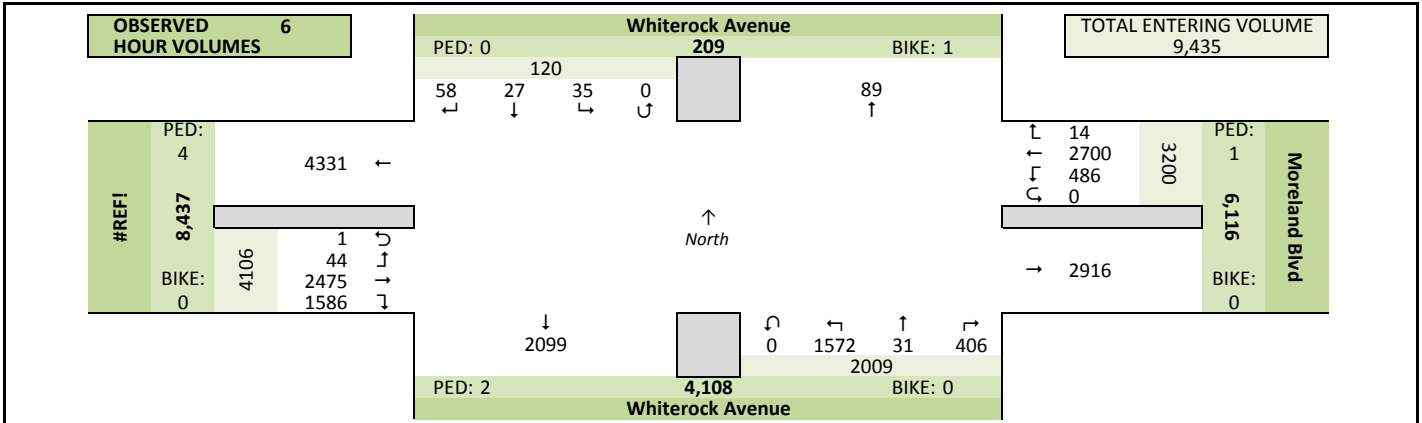 OBSERVED 6
HOUR VOLUMES
Whiterock Avenue
PED: 0 209 BIKE: 1
TOTAL ENTERING VOLUME
9,435
120
58 27 35 0
↵ ↓ ↳ ↺
89
↑
#REF!
PED:
4
8,437
BIKE:
0
4331 ←
4106
1 ⮌
44 ↑
2475 →
1586 ↴
↑
North
↑ 14
← 2700
↓ 486
↪ 0
3200
→ 2916
PED:
1
6,116
BIKE:
0
Moreland Blvd
↓
2099
∩ ↰ ↑ ↱
0 1572 31 406
2009
PED: 2 4,108 BIKE: 0
Whiterock Avenue